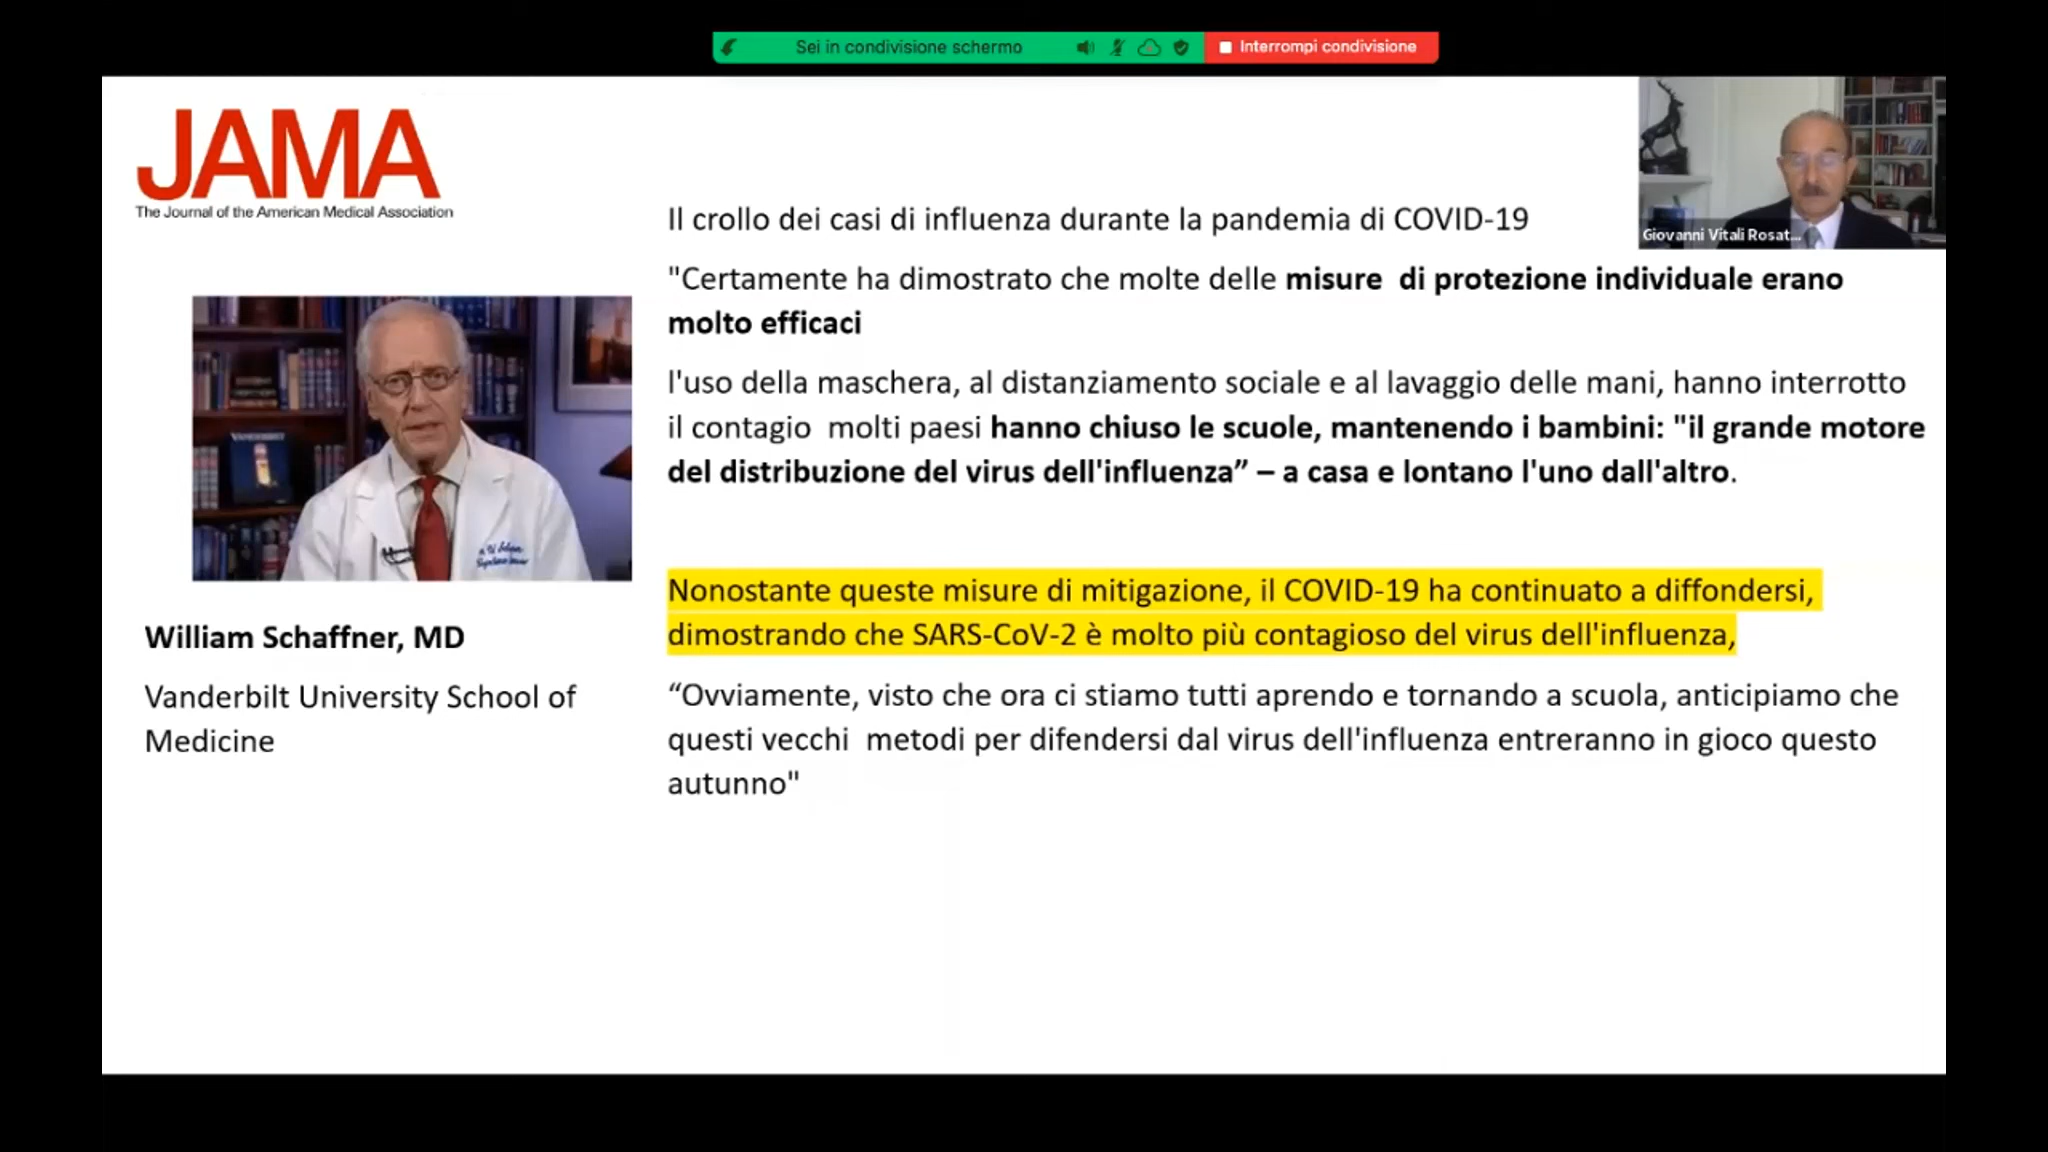 Sei in condivisione schermo
Interrompi condivisione
JAMA
The Journal of the American Medical Association
Giovanni Vitali Rosat...
Il crollo dei casi di influenza durante la pandemia di COVID-19
"Certamente ha dimostrato che molte delle misure di protezione individuale erano
molto efficaci
l'uso della maschera, al distanziamento sociale e al lavaggio delle mani, hanno interrotto
il contagio molti paesi hanno chiuso le scuole, mantenendo i bambini: "il grande motore
del distribuzione del virus dell'influenza” – a casa e lontano l'uno dall'altro.
Nonostante queste misure di mitigazione, il COVID-19 ha continuato a diffondersi,
dimostrando che SARS-CoV-2 è molto più contagioso del virus dell'influenza,
“Ovviamente, visto che ora ci stiamo tutti aprendo e tornando a scuola, anticipiamo che
questi vecchi metodi per difendersi dal virus dell'influenza entreranno in gioco questo
autunno"
VANDERBILT
William Schaffner, MD
Vanderbilt University School of
Medicine